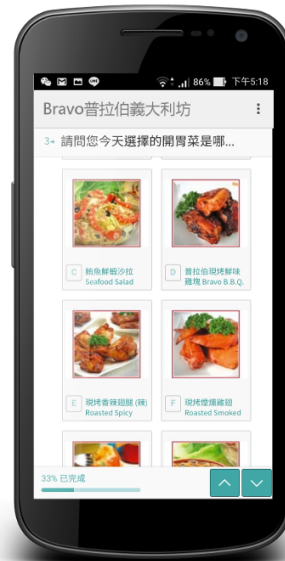 86% 下午5:18
Bravo普拉伯義大利坊
3→ 請問您今天選擇的開胃菜是哪...
C 鮪魚鮮蝦沙拉
Seafood Salad
D 普拉伯現烤鮮味
雞塊 Bravo B.B.Q.
E 現烤香辣翅腿 (辣)
Roasted Spicy
F 現烤煙燻雞翅
Roasted Smoked
33% 已完成